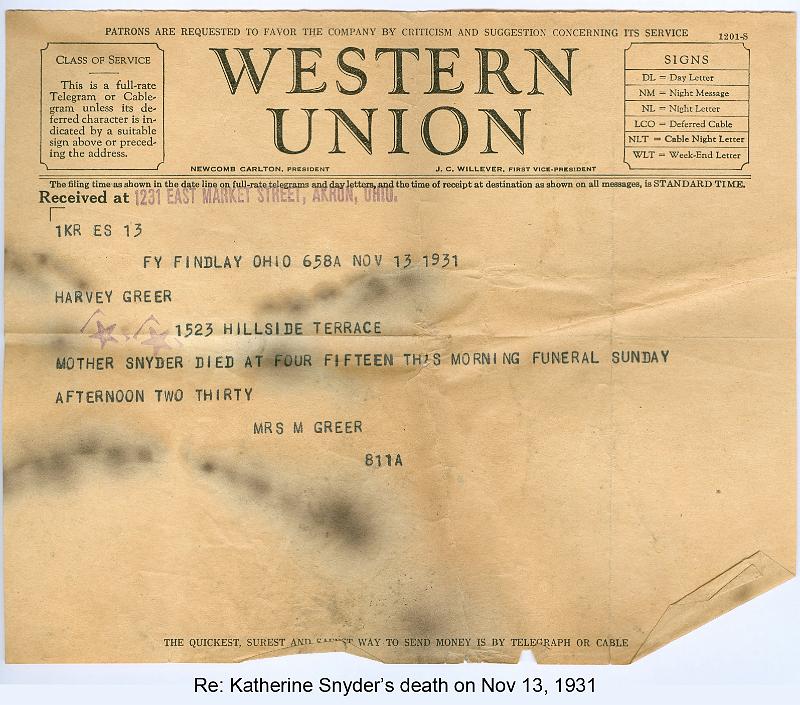 PATRONS ARE REQUESTED TO FAVOR THE COMPANY BY CRITICISM AND SUGGESTION CONCERNING ITS SERVICE
1201-S
CLASS OF SERVICE
This is a full-rate
Telegram or Cable-
gram unless its de-
ferred character is in-
dicated by a suitable
sign above or preced-
ing the address.
WESTERN
UNION
NEWCOMB CARLTON, PRESIDENT
J. C. WILLEVER, FIRST VICE-PRESIDENT
SIGNS
DL = Day Letter
NM = Night Message
NL = Night Letter
LCO = Deferred Cable
NLT = Cable Night Letter
WLT = Week-End Letter
The filing time as shown in the date line on full-rate telegrams and day letters, and the time of receipt at destination as shown on all messages, is STANDARD TIME.
Received at 1231 EAST MARKET STREET, AKRON, OHIO.
1KR ES 13
FY FINDLAY OHIO 658A NOV 13 1931
HARVEY GREER
1523 HILLSIDE TERRACE
MOTHER SNYDER DIED AT FOUR FIFTEEN THIS MORNING FUNERAL SUNDAY
AFTERNOON TWO THIRTY
MRS M GREER
811A
THE QUICKEST, SUREST AND SAFEST WAY TO SEND MONEY IS BY TELEGRAPH OR CABLE
Re: Katherine Snyder's death on Nov 13, 1931